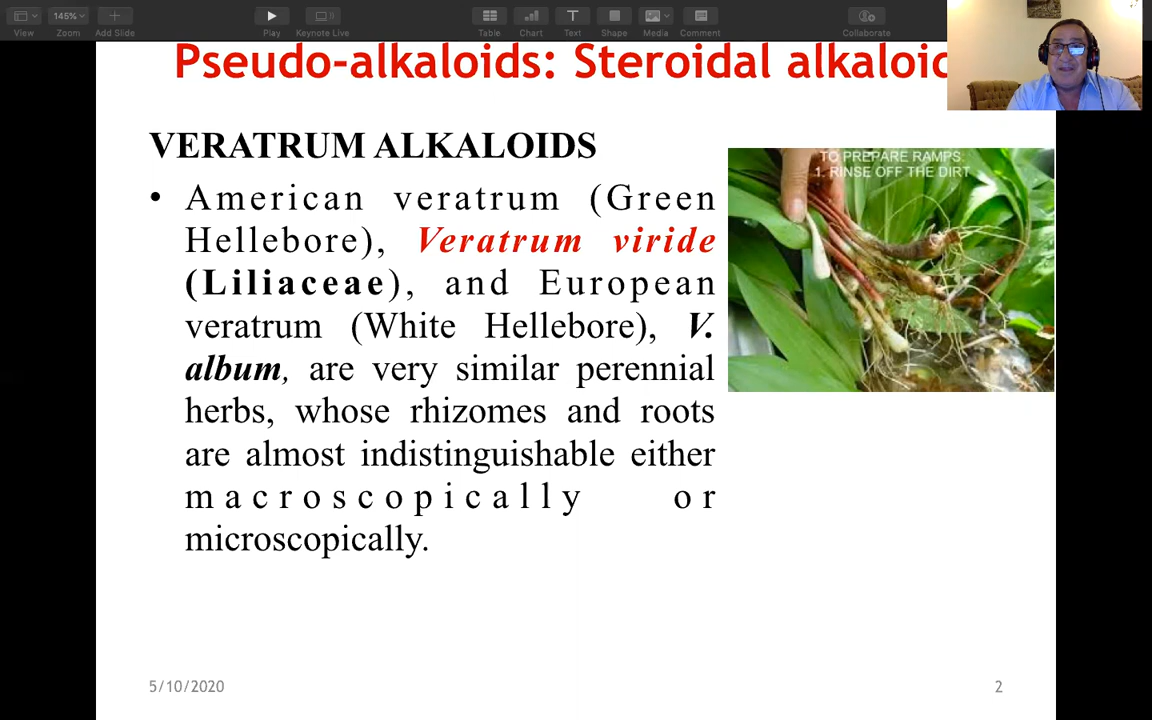 145%
View
Zoom
Add Slide
Play
Keynote Live
Table
Chart
Text
Shape
Media
Comment
Collaborate
Pseudo-alkaloids: Steroidal
VERATRUM ALKALOIDS
• American veratrum (Green
Hellebore), Veratrum viride
(Liliaceae), and European
veratrum (White Hellebore), V.
album, are very similar perennial
herbs, whose rhizomes and roots
are almost indistinguishable either
macroscopically or
microscopically.
TO PREPARE RAMPS:
1. RINSE OFF THE DIRT
5/10/2020
2